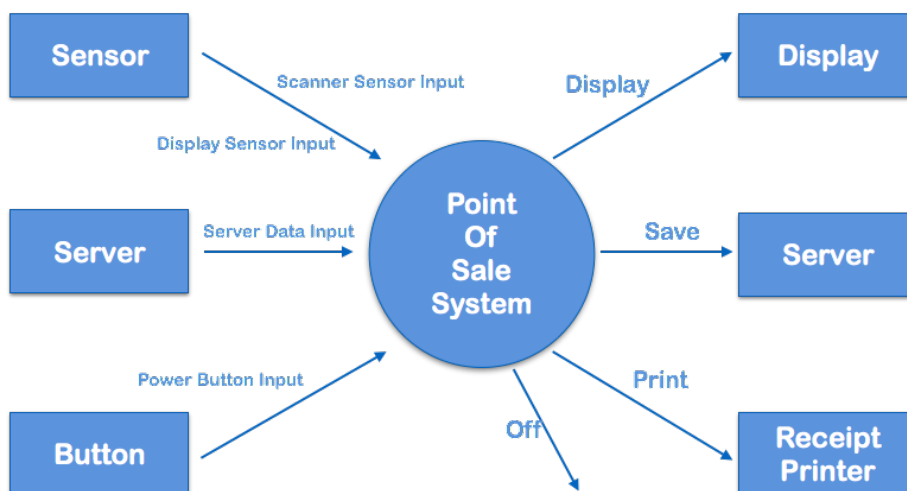 Sensor
Scanner Sensor Input
Display
Display
Display Sensor Input
Point
Of
Sale
System
Server
Server Data Input
Save
Server
Power Button Input
Print
Off
Button
Receipt
Printer